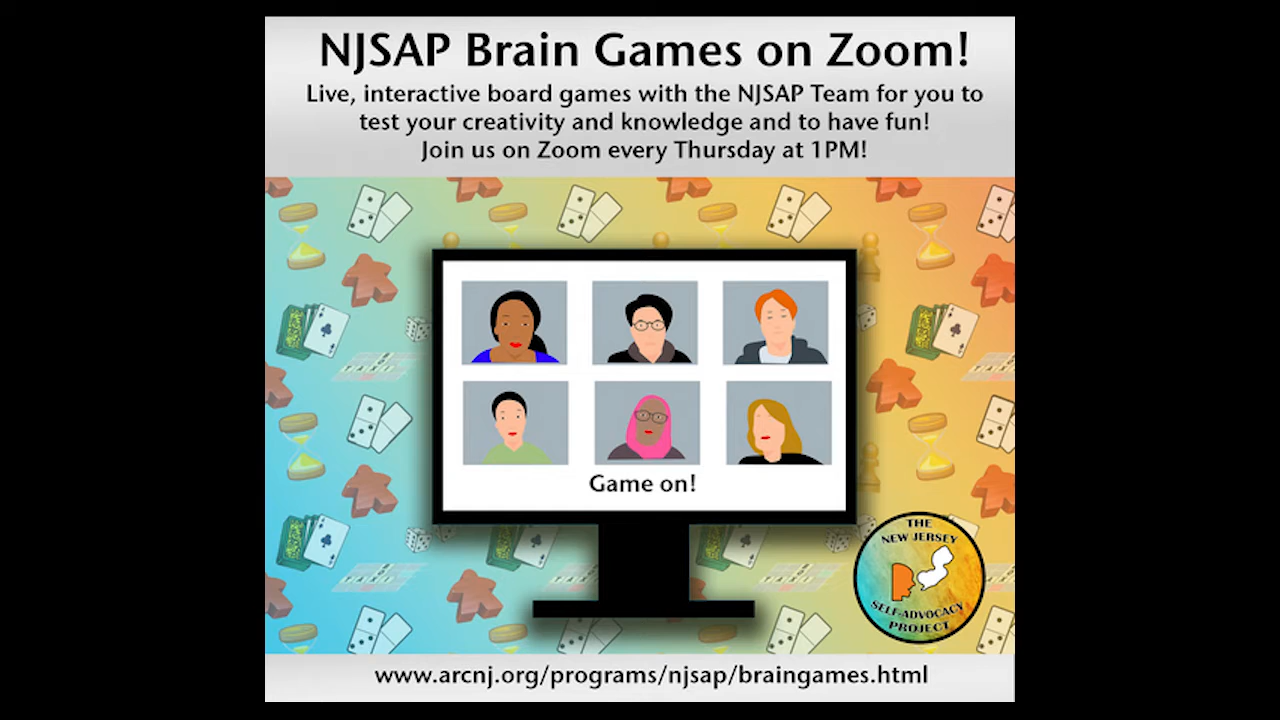 NJSAP Brain Games on Zoom!
Live, interactive board games with the NJSAP Team for you to
test your creativity and knowledge and to have fun!
Join us on Zoom every Thursday at 1PM!
Game on!
THE
NEW JERSEY
SELF-ADVOCACY
PROJECT
www.arcnj.org/programs/njsap/braingames.html